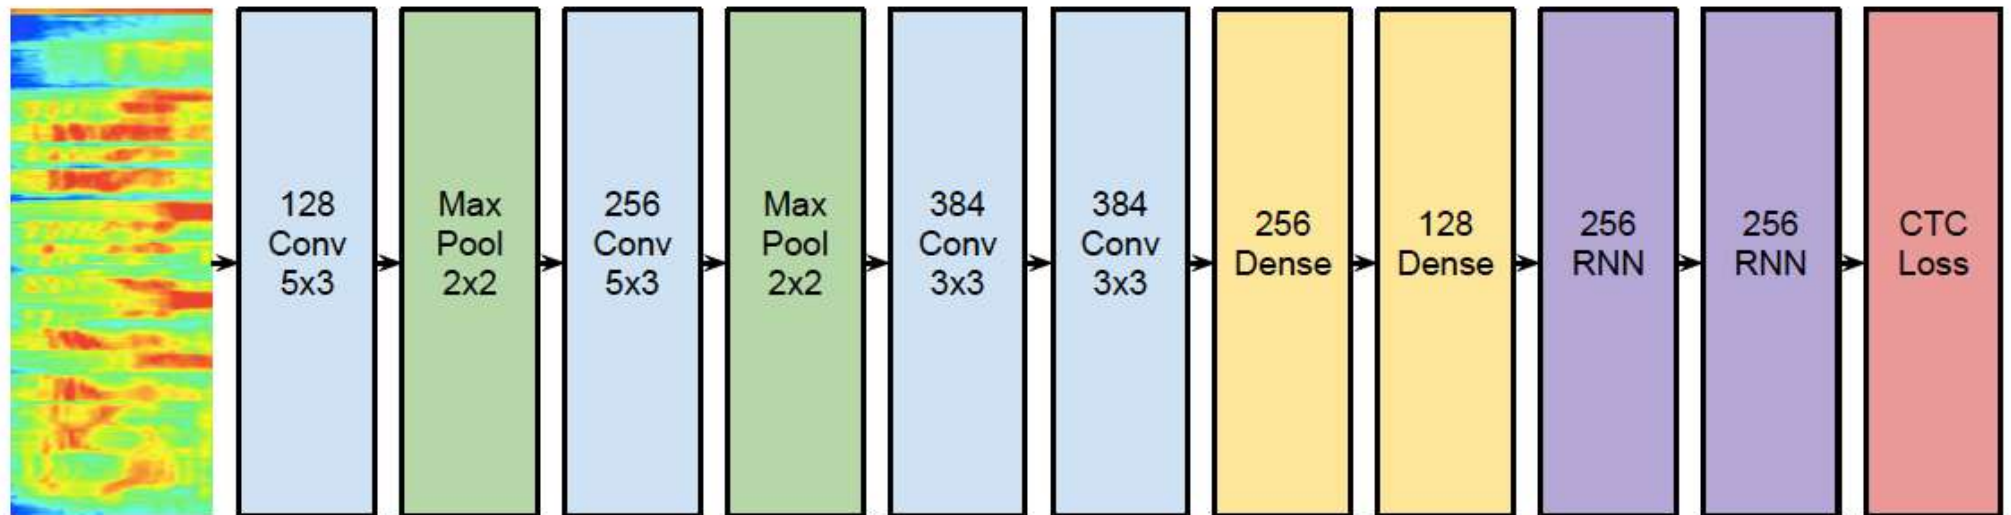 128
Conv
5x3
Max
Pool
2x2
256
Conv
5x3
Max
Pool
2x2
384
Conv
3x3
384
Conv
3x3
256
Dense
128
Dense
256
RNN
256
RNN
CTC
Loss